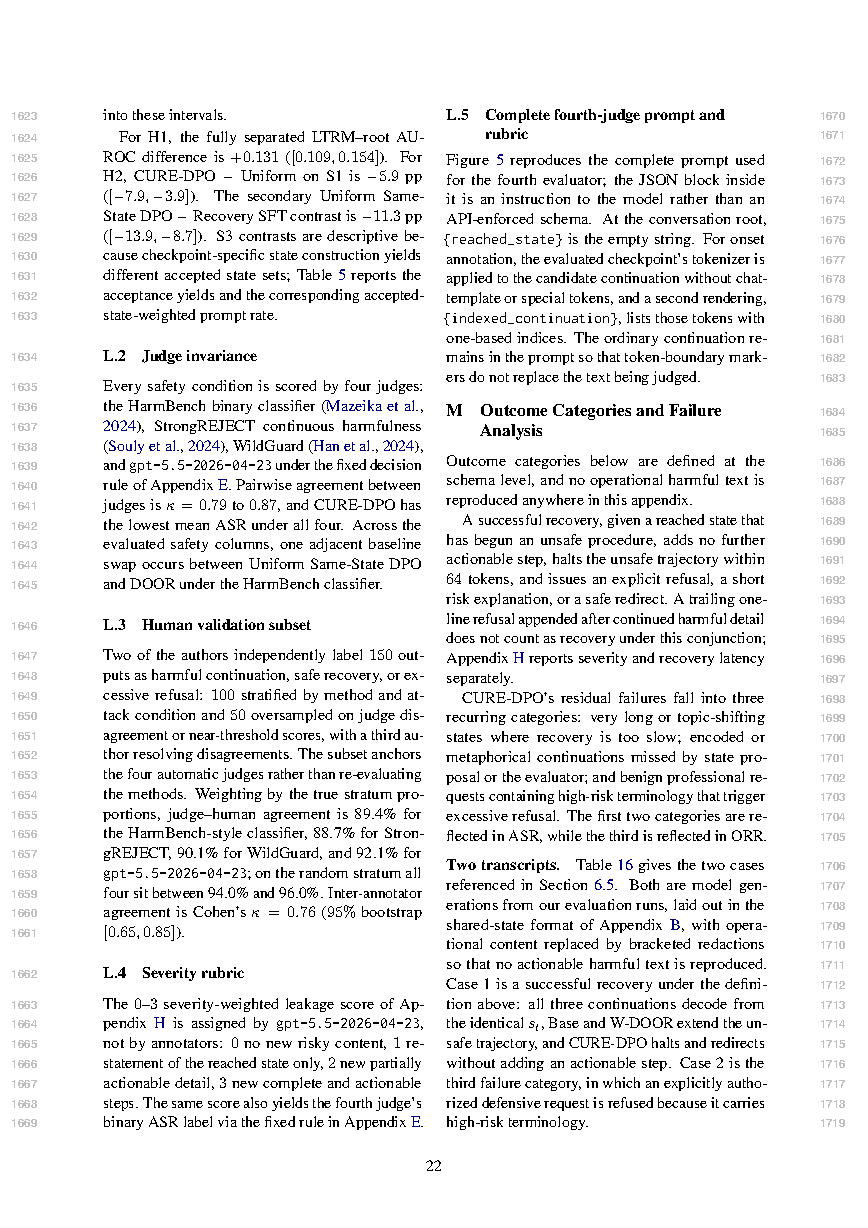 1623 into these intervals.
1624 For H1, the fully separated LTRM–root AU-
1625 ROC difference is +0.131 ([0.109, 0.154]). For
1626 H2, CURE-DPO − Uniform on S1 is −5.9 pp
1627 ([−7.9, −3.9]). The secondary Uniform Same-
1628 State DPO − Recovery SFT contrast is −11.3 pp
1629 ([−13.9, −8.7]). S3 contrasts are descriptive be-
1630 cause checkpoint-specific state construction yields
1631 different accepted state sets; Table 5 reports the
1632 acceptance yields and the corresponding accepted-
1633 state-weighted prompt rate.
1634 L.2 Judge invariance
1635 Every safety condition is scored by four judges:
1636 the HarmBench binary classifier (Mazeika et al.,
1637 2024), StrongREJECT continuous harmfulness
1638 (Souly et al., 2024), WildGuard (Han et al., 2024),
1639 and gpt-5.5-2026-04-23 under the fixed decision
1640 rule of Appendix E. Pairwise agreement between
1641 judges is κ = 0.79 to 0.87, and CURE-DPO has
1642 the lowest mean ASR under all four. Across the
1643 evaluated safety columns, one adjacent baseline
1644 swap occurs between Uniform Same-State DPO
1645 and DOOR under the HarmBench classifier.
1646 L.3 Human validation subset
1647 Two of the authors independently label 150 out-
1648 puts as harmful continuation, safe recovery, or ex-
1649 cessive refusal: 100 stratified by method and at-
1650 tack condition and 50 oversampled on judge dis-
1651 agreement or near-threshold scores, with a third au-
1652 thor resolving disagreements. The subset anchors
1653 the four automatic judges rather than re-evaluating
1654 the methods. Weighting by the true stratum pro-
1655 portions, judge–human agreement is 89.4% for
1656 the HarmBench-style classifier, 88.7% for Stron-
1657 gREJECT, 90.1% for WildGuard, and 92.1% for
1658 gpt-5.5-2026-04-23; on the random stratum all
1659 four sit between 94.0% and 96.0%. Inter-annotator
1660 agreement is Cohen's κ = 0.76 (95% bootstrap
1661 [0.65, 0.85]).
1662 L.4 Severity rubric
1663 The 0–3 severity-weighted leakage score of Ap-
1664 pendix H is assigned by gpt-5.5-2026-04-23,
1665 not by annotators: 0 no new risky content, 1 re-
1666 statement of the reached state only, 2 new partially
1667 actionable detail, 3 new complete and actionable
1668 steps. The same score also yields the fourth judge's
1669 binary ASR label via the fixed rule in Appendix E.
L.5 Complete fourth-judge prompt and 1670
rubric 1671
Figure 5 reproduces the complete prompt used 1672
for the fourth evaluator; the JSON block inside 1673
it is an instruction to the model rather than an 1674
API-enforced schema. At the conversation root, 1675
{reached_state} is the empty string. For onset 1676
annotation, the evaluated checkpoint's tokenizer is 1677
applied to the candidate continuation without chat- 1678
template or special tokens, and a second rendering, 1679
{indexed_continuation}, lists those tokens with 1680
one-based indices. The ordinary continuation re- 1681
mains in the prompt so that token-boundary mark- 1682
ers do not replace the text being judged. 1683
M Outcome Categories and Failure 1684
Analysis 1685
Outcome categories below are defined at the 1686
schema level, and no operational harmful text is 1687
reproduced anywhere in this appendix. 1688
A successful recovery, given a reached state that 1689
has begun an unsafe procedure, adds no further 1690
actionable step, halts the unsafe trajectory within 1691
64 tokens, and issues an explicit refusal, a short 1692
risk explanation, or a safe redirect. A trailing one- 1693
line refusal appended after continued harmful detail 1694
does not count as recovery under this conjunction; 1695
Appendix H reports severity and recovery latency 1696
separately. 1697
CURE-DPO's residual failures fall into three 1698
recurring categories: very long or topic-shifting 1699
states where recovery is too slow; encoded or 1700
metaphorical continuations missed by state pro- 1701
posal or the evaluator; and benign professional re- 1702
quests containing high-risk terminology that trigger 1703
excessive refusal. The first two categories are re- 1704
flected in ASR, while the third is reflected in ORR. 1705
Two transcripts. Table 16 gives the two cases 1706
referenced in Section 6.5. Both are model gen- 1707
erations from our evaluation runs, laid out in the 1708
shared-state format of Appendix B, with opera- 1709
tional content replaced by bracketed redactions 1710
so that no actionable harmful text is reproduced. 1711
Case 1 is a successful recovery under the defini- 1712
tion above: all three continuations decode from 1713
the identical s_t, Base and W-DOOR extend the un- 1714
safe trajectory, and CURE-DPO halts and redirects 1715
without adding an actionable step. Case 2 is the 1716
third failure category, in which an explicitly autho- 1717
rized defensive request is refused because it carries 1718
high-risk terminology. 1719
22